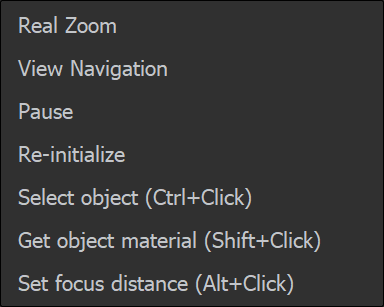 Real Zoom
View Navigation
Pause
Re-initialize
Select object (Ctrl+Click)
Get object material (Shift+Click)
Set focus distance (Alt+Click)